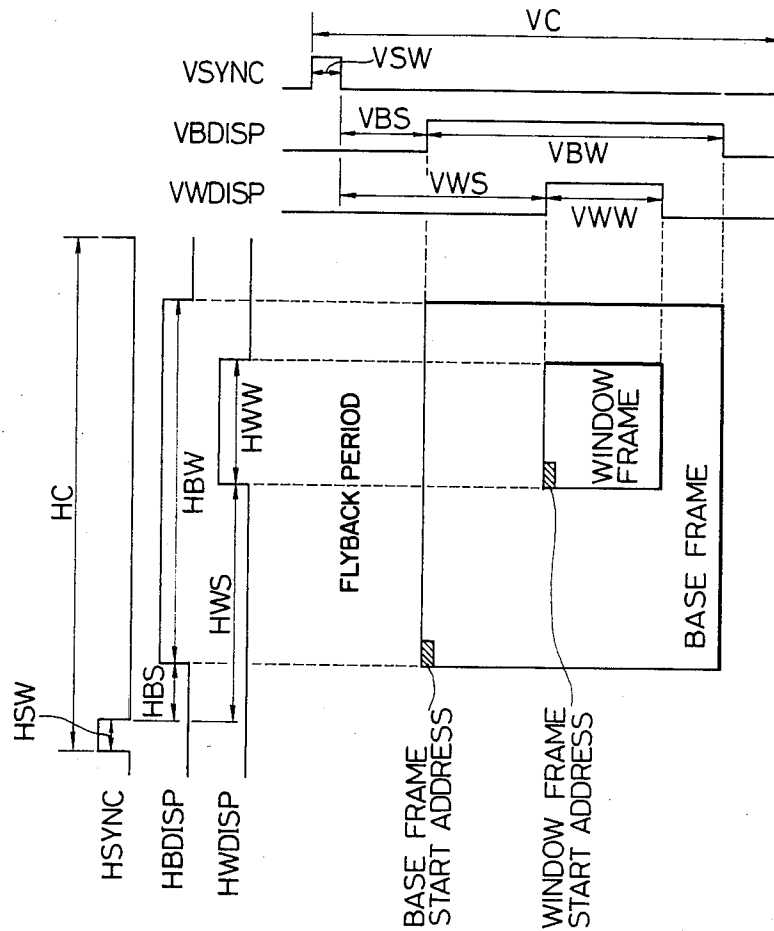 VC
VSW
VSYNC
VBS
VBDISP
VBW
VWS
VWDISP
VWW
HC
HSW
HSYNC
HBW
HBS
HBDISP
HWW
HWS
HWDISP
FLYBACK PERIOD
WINDOW
FRAME
BASE FRAME
BASE FRAME
START ADDRESS
WINDOW FRAME
START ADDRESS